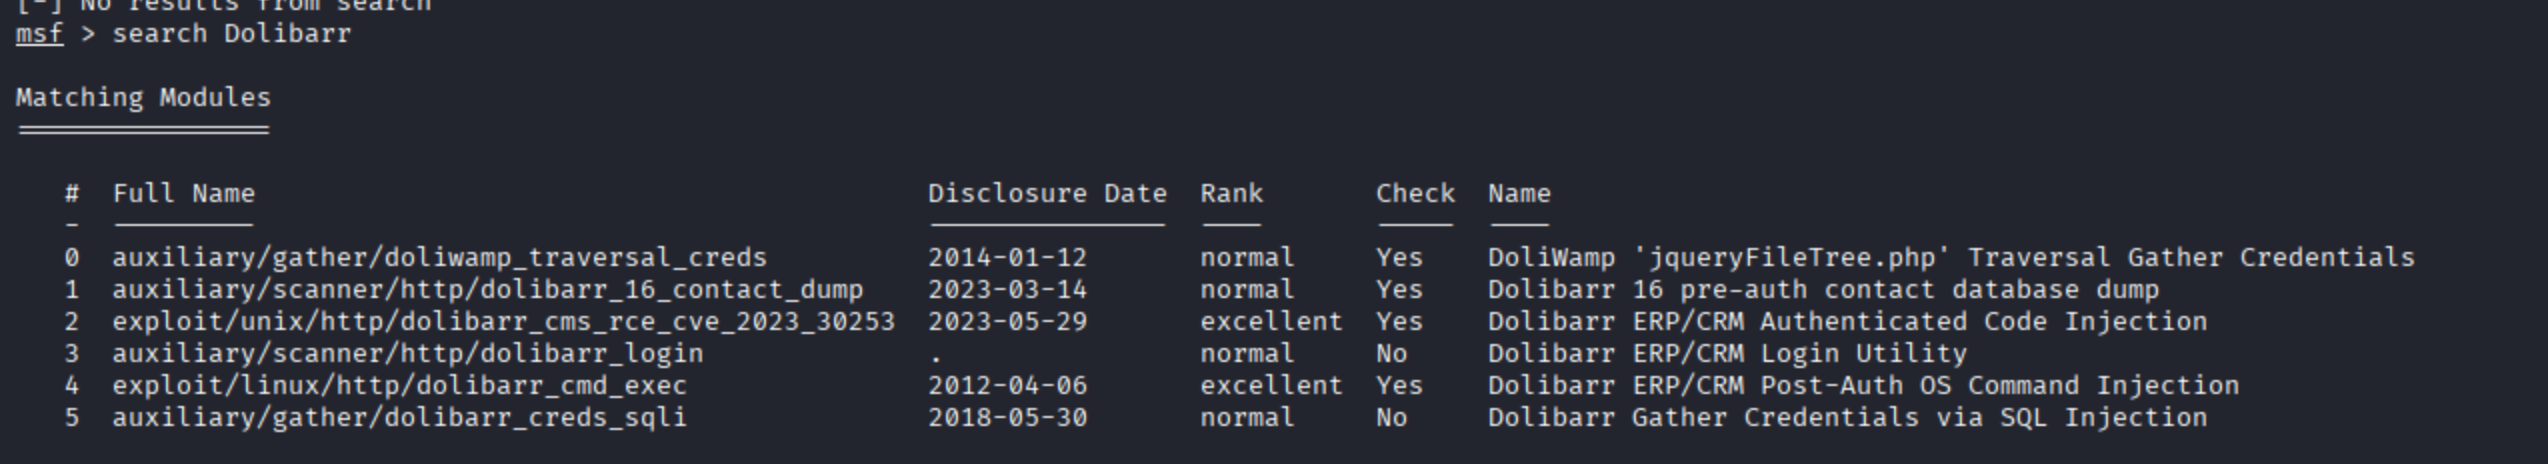 [-] No results from search
msf > search Dolibarr
Matching Modules
================
# Full Name Disclosure Date Rank Check Name
- --------- --------------- ---- ----- ----
0 auxiliary/gather/doliwamp_traversal_creds 2014-01-12 normal Yes DoliWamp 'jqueryFileTree.php' Traversal Gather Credentials
1 auxiliary/scanner/http/dolibarr_16_contact_dump 2023-03-14 normal Yes Dolibarr 16 pre-auth contact database dump
2 exploit/unix/http/dolibarr_cms_rce_cve_2023_30253 2023-05-29 excellent Yes Dolibarr ERP/CRM Authenticated Code Injection
3 auxiliary/scanner/http/dolibarr_login . normal No Dolibarr ERP/CRM Login Utility
4 exploit/linux/http/dolibarr_cmd_exec 2012-04-06 excellent Yes Dolibarr ERP/CRM Post-Auth OS Command Injection
5 auxiliary/gather/dolibarr_creds_sqli 2018-05-30 normal No Dolibarr Gather Credentials via SQL Injection